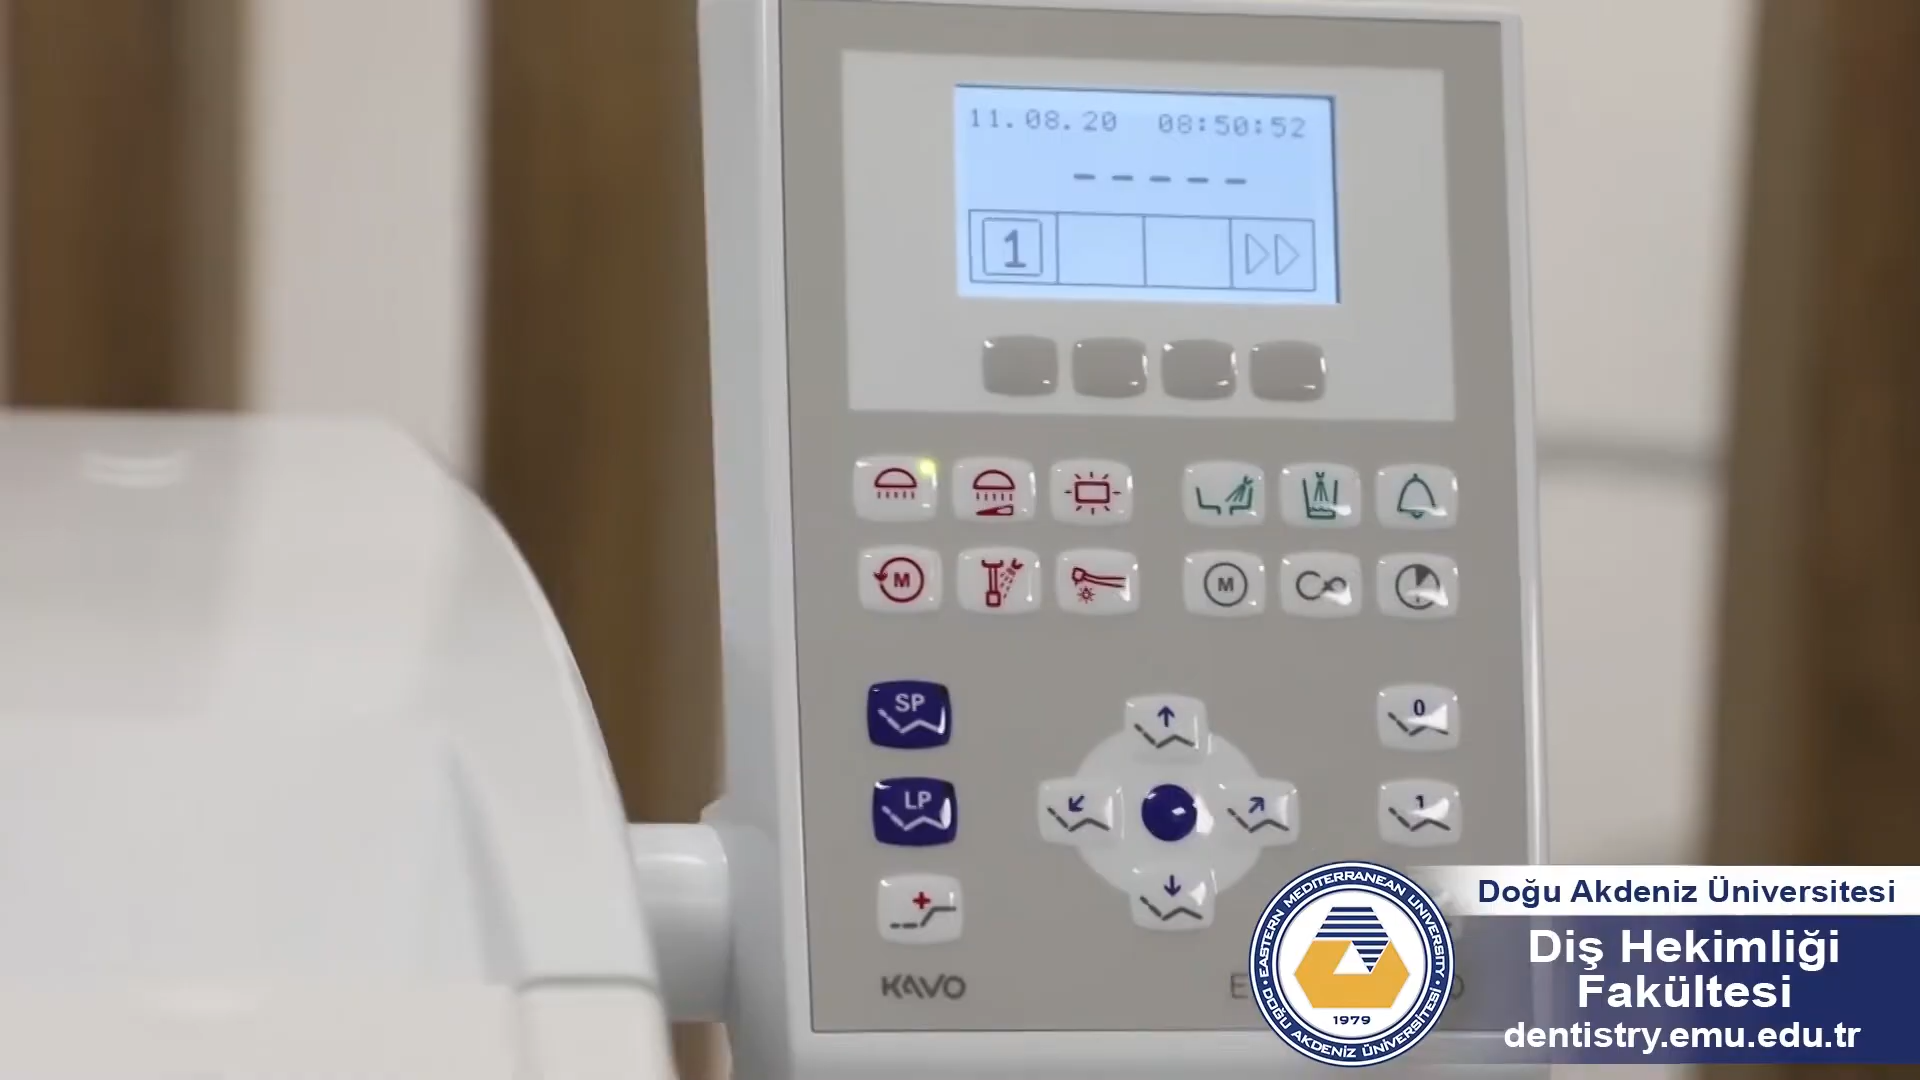 11.08.20 08:50:52
-----
1
M
M
SP
0
LP
1
KAVO
EASTERN MEDITERRANEAN UNIVERSITY
DOĞU AKDENİZ ÜNİVERSİTESİ
1979
Doğu Akdeniz Üniversitesi
Diş Hekimliği
Fakültesi
dentistry.emu.edu.tr